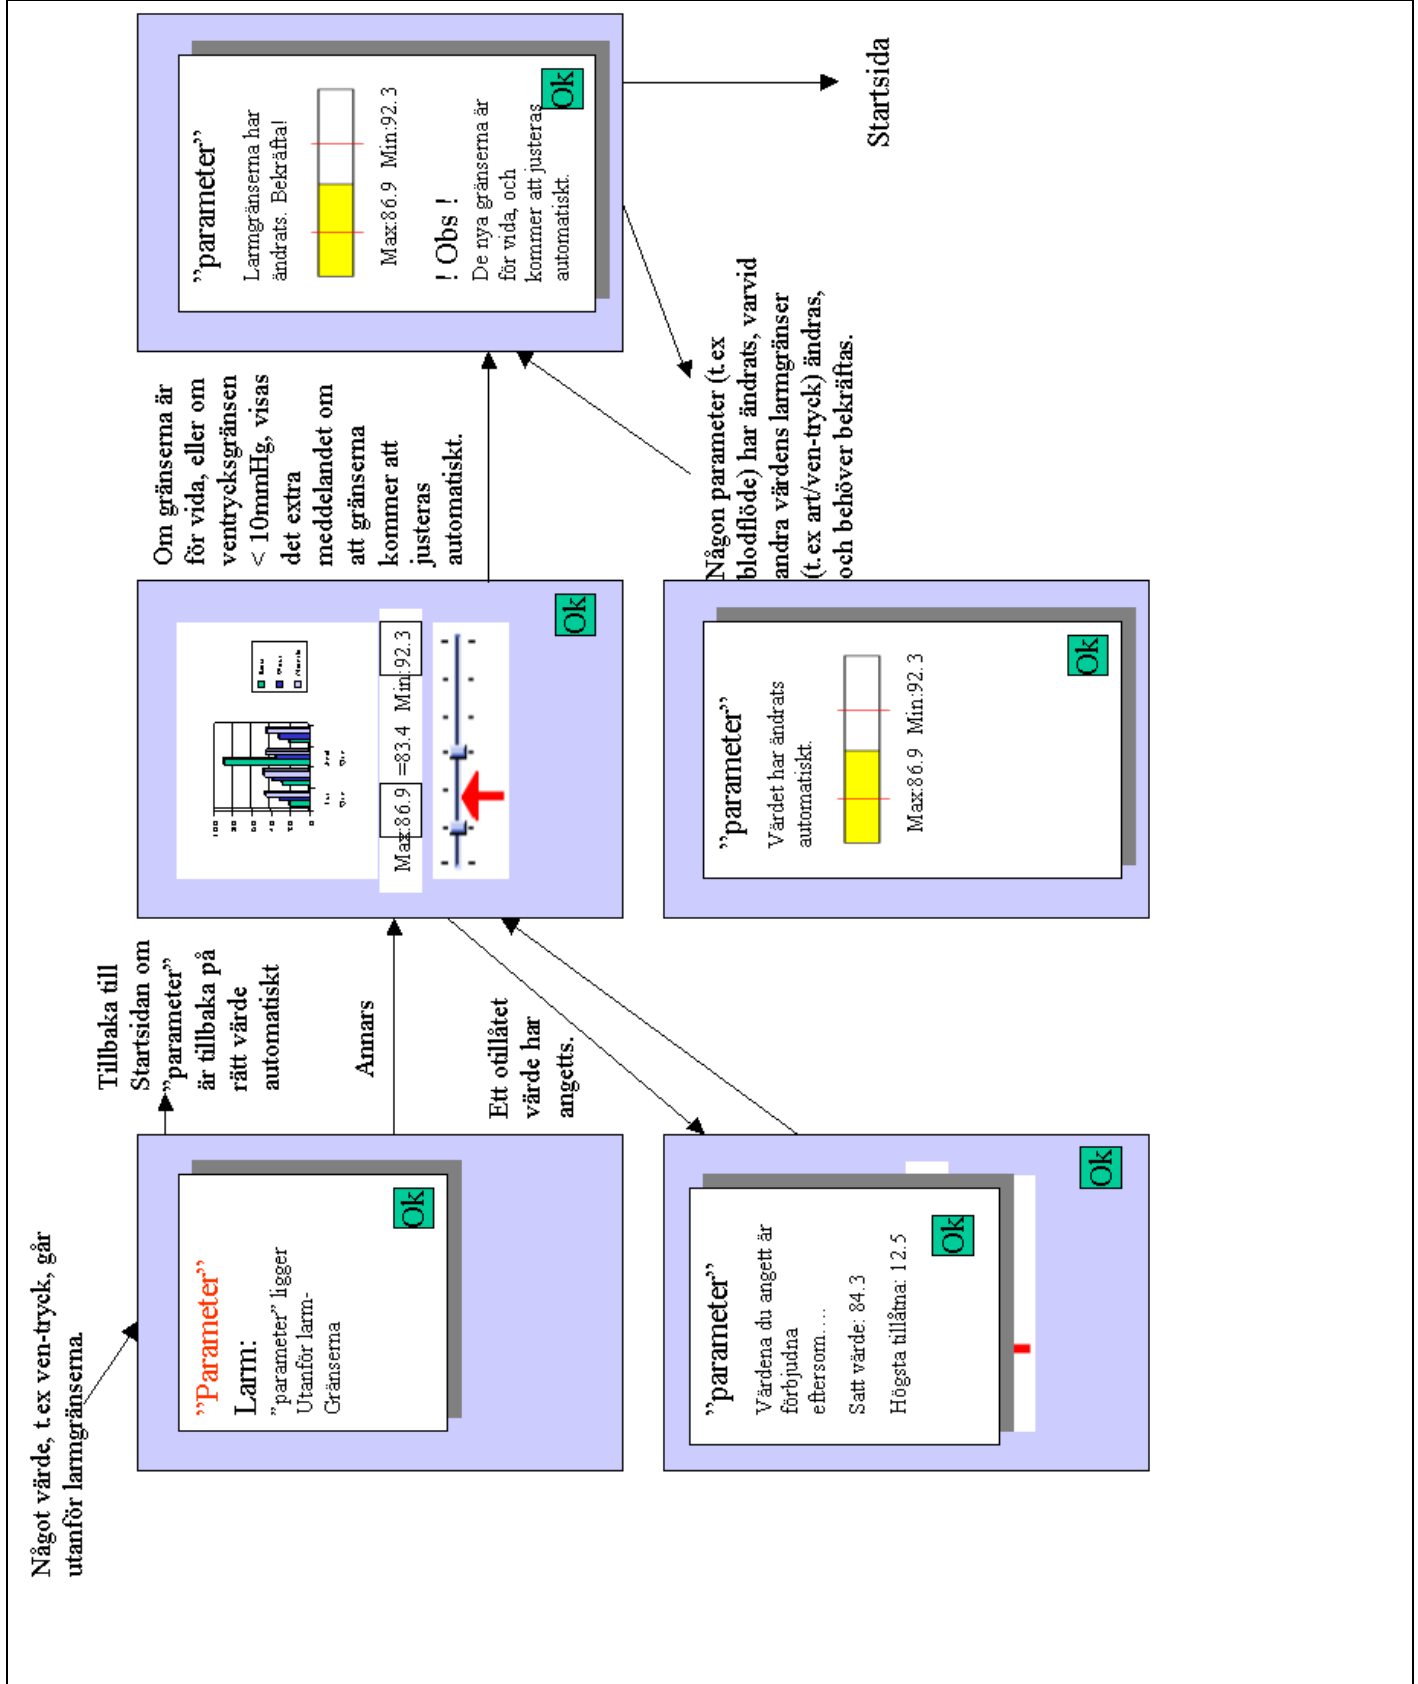 Något värde, t.ex ven-tryck, går
utanför larmgränserna.
”Parameter”
Larm:
”parameter” ligger
Utanför larm-
Gränserna
Ok
Tillbaka till
Startsidan om
”parameter”
är tillbaka på
rätt värde
automatiskt
Annars
Ett otillåtet
värde har
angetts.
”parameter”
Värdena du angett är
förbjudna
eftersom....
Satt värde: 84.3
Högsta tillåtna: 12.5
Ok
Ok
Max:86.9 =83.4 Min:92.3
Ok
Om gränserna är
för vida, eller om
ventrycksgränsen
< 10mmHg, visas
det extra
meddelandet om
att gränserna
kommer att
justeras
automatiskt.
”parameter”
Värdet har ändrats
automatiskt.
Max:86.9 Min:92.3
Ok
”parameter”
Larmgränserna har
ändrats. Bekräfta!
Max:86.9 Min:92.3
! Obs !
De nya gränserna är
för vida, och
kommer att justeras
automatiskt.
Ok
Någon parameter (t.ex
blodflöde) har ändrats, varvid
andra värdens larmgränser
(t.ex art/ven-tryck) ändras,
och behöver bekräftas.
Startsida